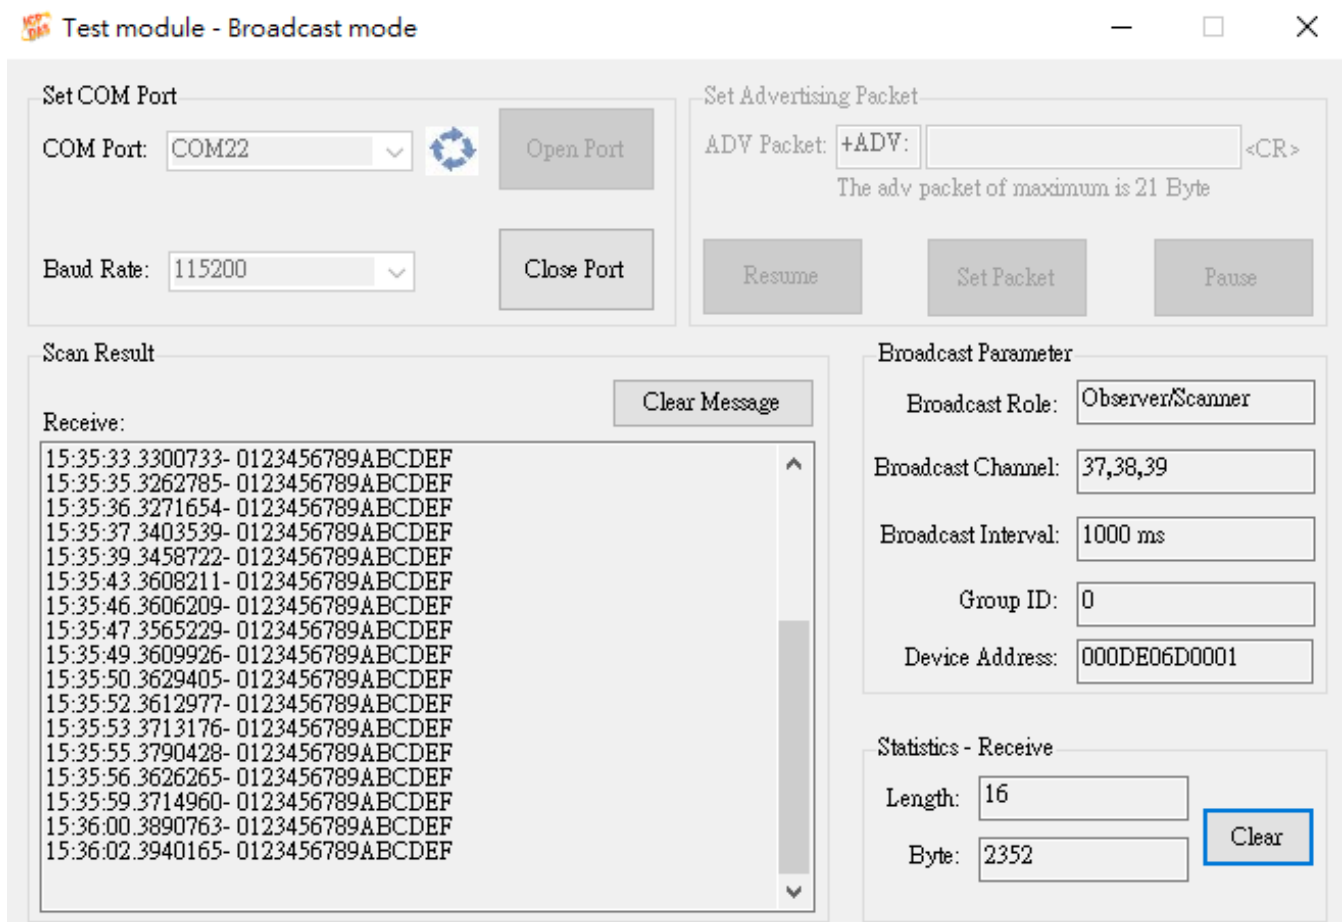 Test module - Broadcast mode
Set COM Port
COM Port: COM22
Open Port
Baud Rate: 115200
Close Port
Set Advertising Packet
ADV Packet: +ADV: <CR>
The adv packet of maximum is 21 Byte
Resume
Set Packet
Pause
Scan Result
Clear Message
Receive:
15:35:33.3300733- 0123456789ABCDEF
15:35:35.3262785- 0123456789ABCDEF
15:35:36.3271654- 0123456789ABCDEF
15:35:37.3403539- 0123456789ABCDEF
15:35:39.3458722- 0123456789ABCDEF
15:35:43.3608211- 0123456789ABCDEF
15:35:46.3606209- 0123456789ABCDEF
15:35:47.3565229- 0123456789ABCDEF
15:35:49.3609926- 0123456789ABCDEF
15:35:50.3629405- 0123456789ABCDEF
15:35:52.3612977- 0123456789ABCDEF
15:35:53.3713176- 0123456789ABCDEF
15:35:55.3790428- 0123456789ABCDEF
15:35:56.3626265- 0123456789ABCDEF
15:35:59.3714960- 0123456789ABCDEF
15:36:00.3890763- 0123456789ABCDEF
15:36:02.3940165- 0123456789ABCDEF
Broadcast Parameter
Broadcast Role: Observer/Scanner
Broadcast Channel: 37,38,39
Broadcast Interval: 1000 ms
Group ID: 0
Device Address: 000DE06D0001
Statistics - Receive
Length: 16
Byte: 2352
Clear